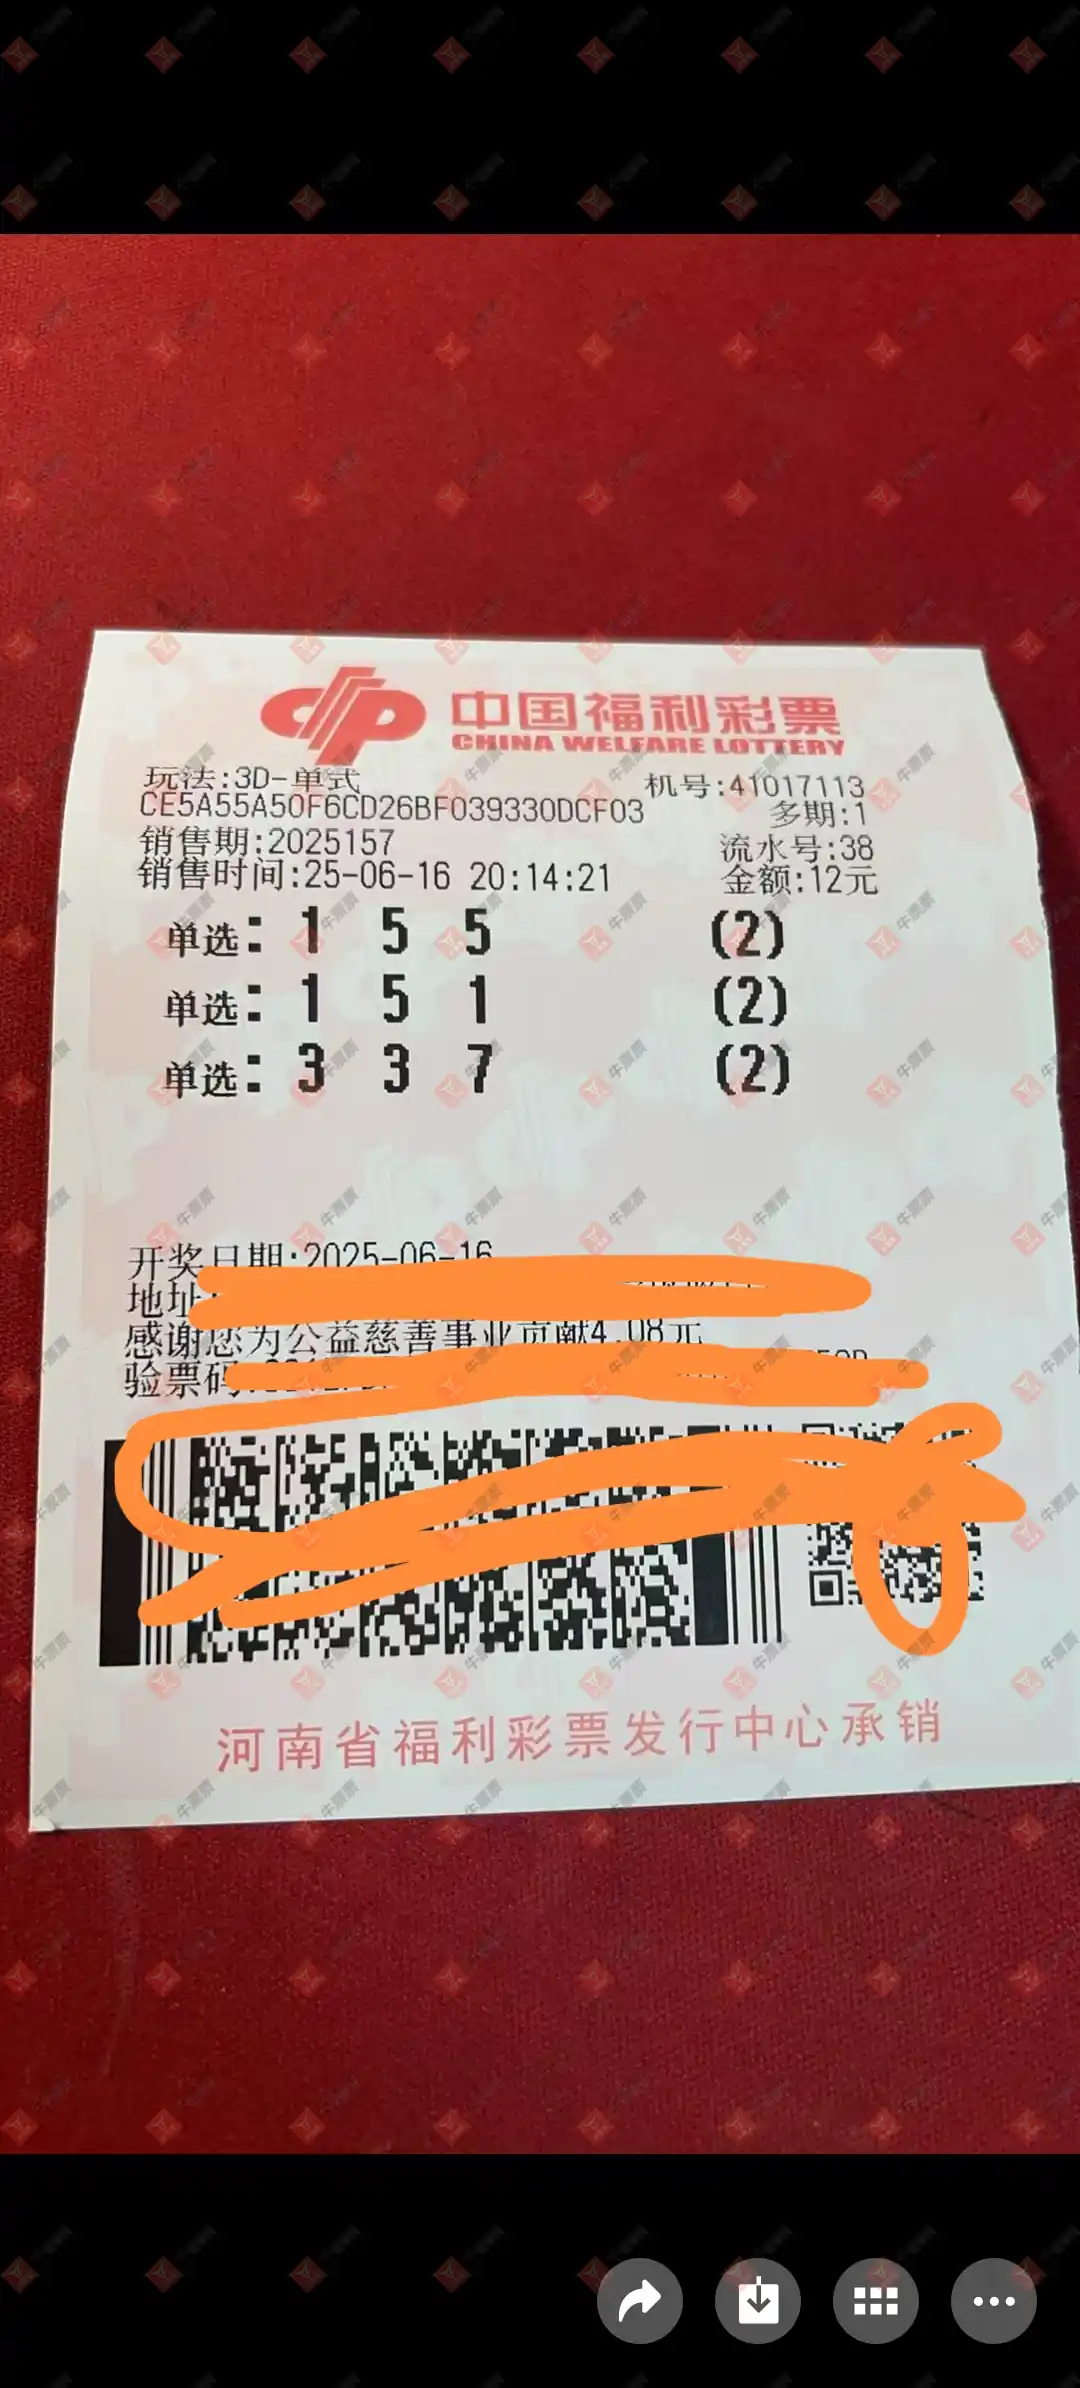 中国福利彩票
CHINA WELFARE LOTTERY
玩法:3D-单式 机号:41017113
CE5A55A50F6CD26BF039330DCF03 多期:1
销售期:2025157 流水号:38
销售时间:25-06-16 20:14:21 金额:12元
单选: 1 5 5 (2)
单选: 1 5 1 (2)
单选: 3 3 7 (2)
开奖日期:2025-06-16
地址
感谢您为公益慈善事业贡献4.08元
验票码:
河南省福利彩票发行中心承销
牛票票